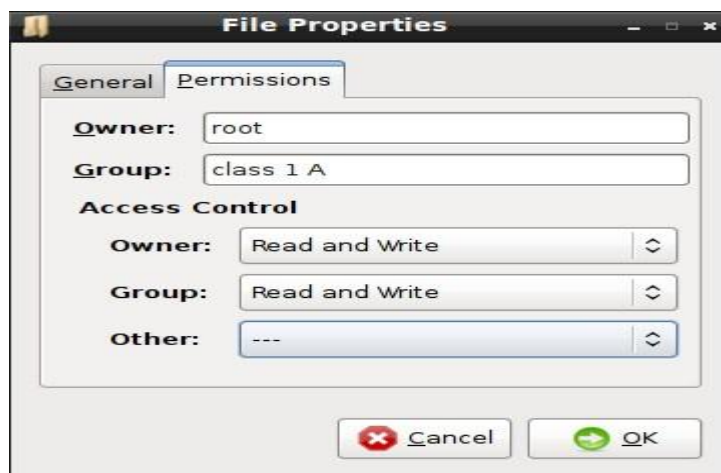 File Properties
General Permissions
Owner: root
Group: class 1 A
Access Control
Owner: Read and Write
Group: Read and Write
Other: ---
Cancel OK